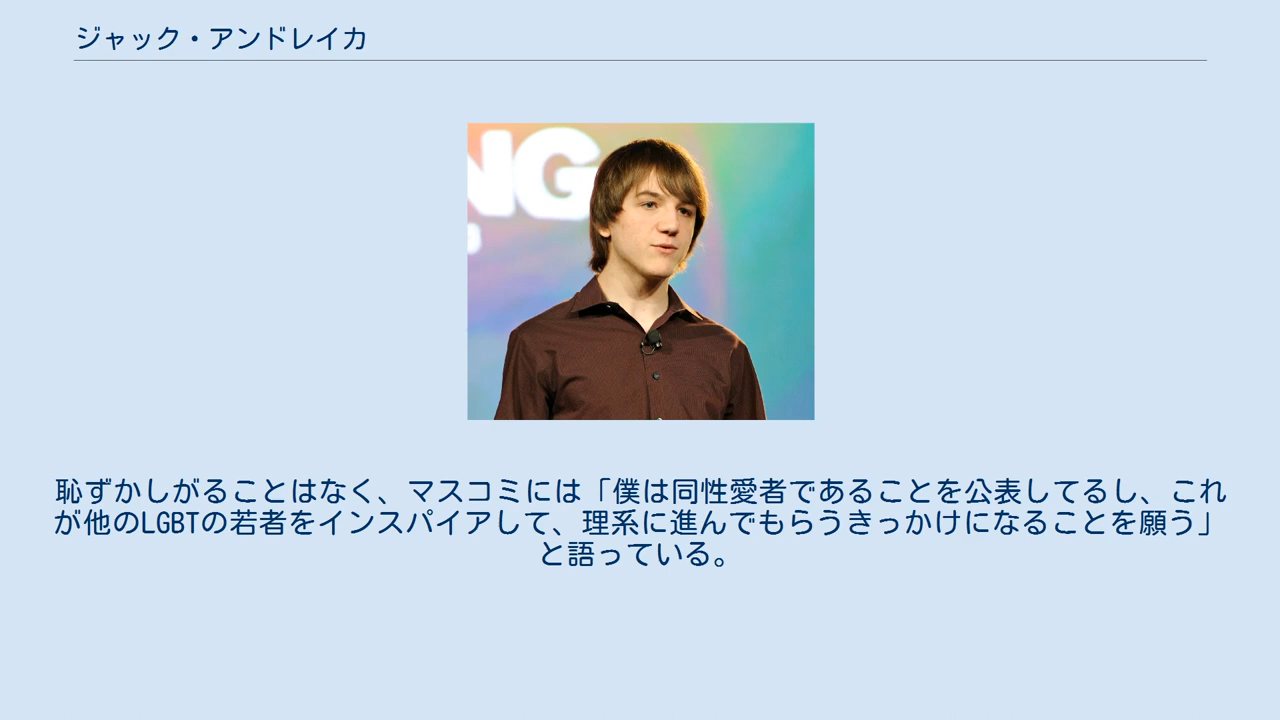 ジャック・アンドレイカ
NG
恥ずかしがることはなく、マスコミには「僕は同性愛者であることを公表してるし、これ
が他のLGBTの若者をインスパイアして、理系に進んでもらうきっかけになることを願う」
と語っている。